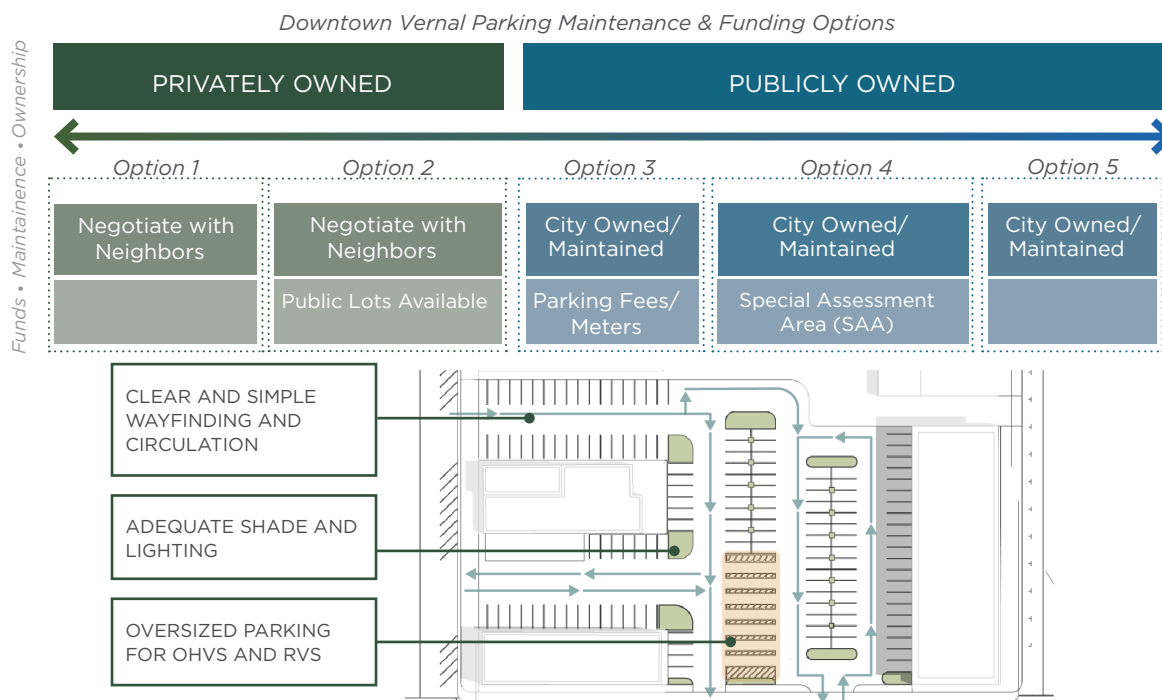 Downtown Vernal Parking Maintenance & Funding Options
Funds • Maintainence • Ownership
PRIVATELY OWNED
PUBLICLY OWNED
Option 1
Option 2
Option 3
Option 4
Option 5
Negotiate with
Neighbors
Negotiate with
Neighbors
Public Lots Available
City Owned/
Maintained
Parking Fees/
Meters
City Owned/
Maintained
Special Assessment
Area (SAA)
City Owned/
Maintained
CLEAR AND SIMPLE
WAYFINDING AND
CIRCULATION
ADEQUATE SHADE AND
LIGHTING
OVERSIZED PARKING
FOR OHVS AND RVS